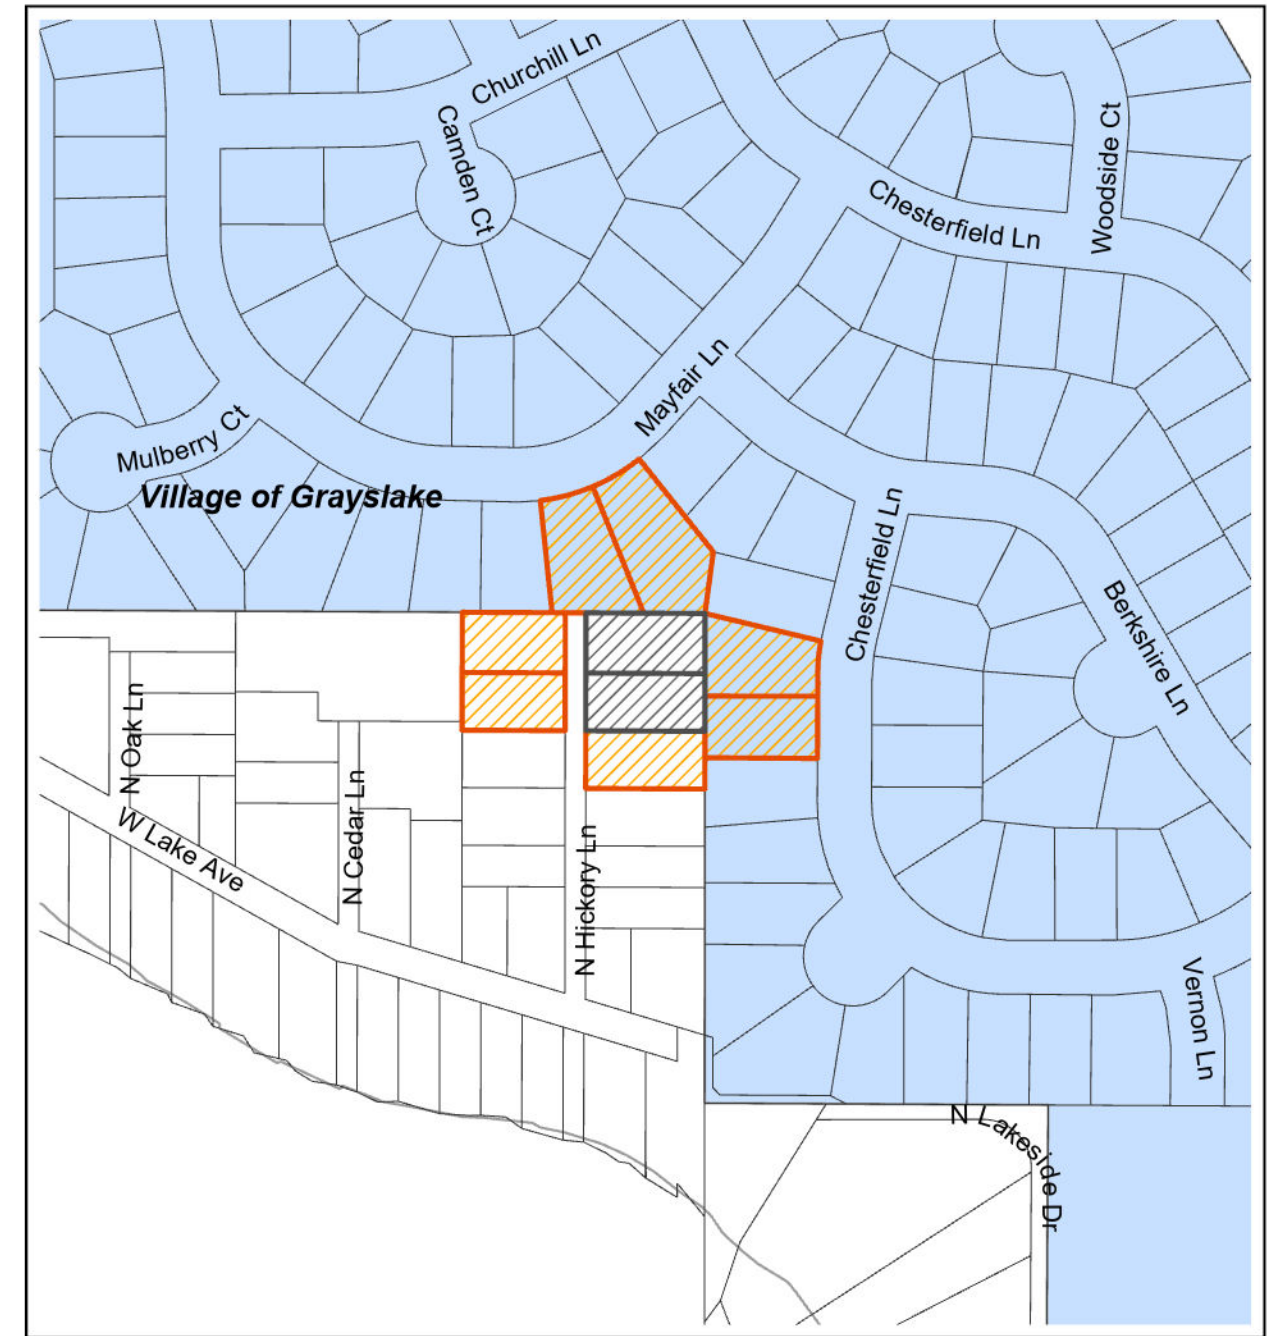 Churchill Ln
Camden Ct
Woodside Ct
Chesterfield Ln
Mayfair Ln
Mulberry Ct
Village of Grayslake
Chesterfield Ln
Berkshire Ln
N Oak Ln
N Cedar Ln
W Lake Ave
N Hickory Ln
Vernon Ln
N Lakeside Dr